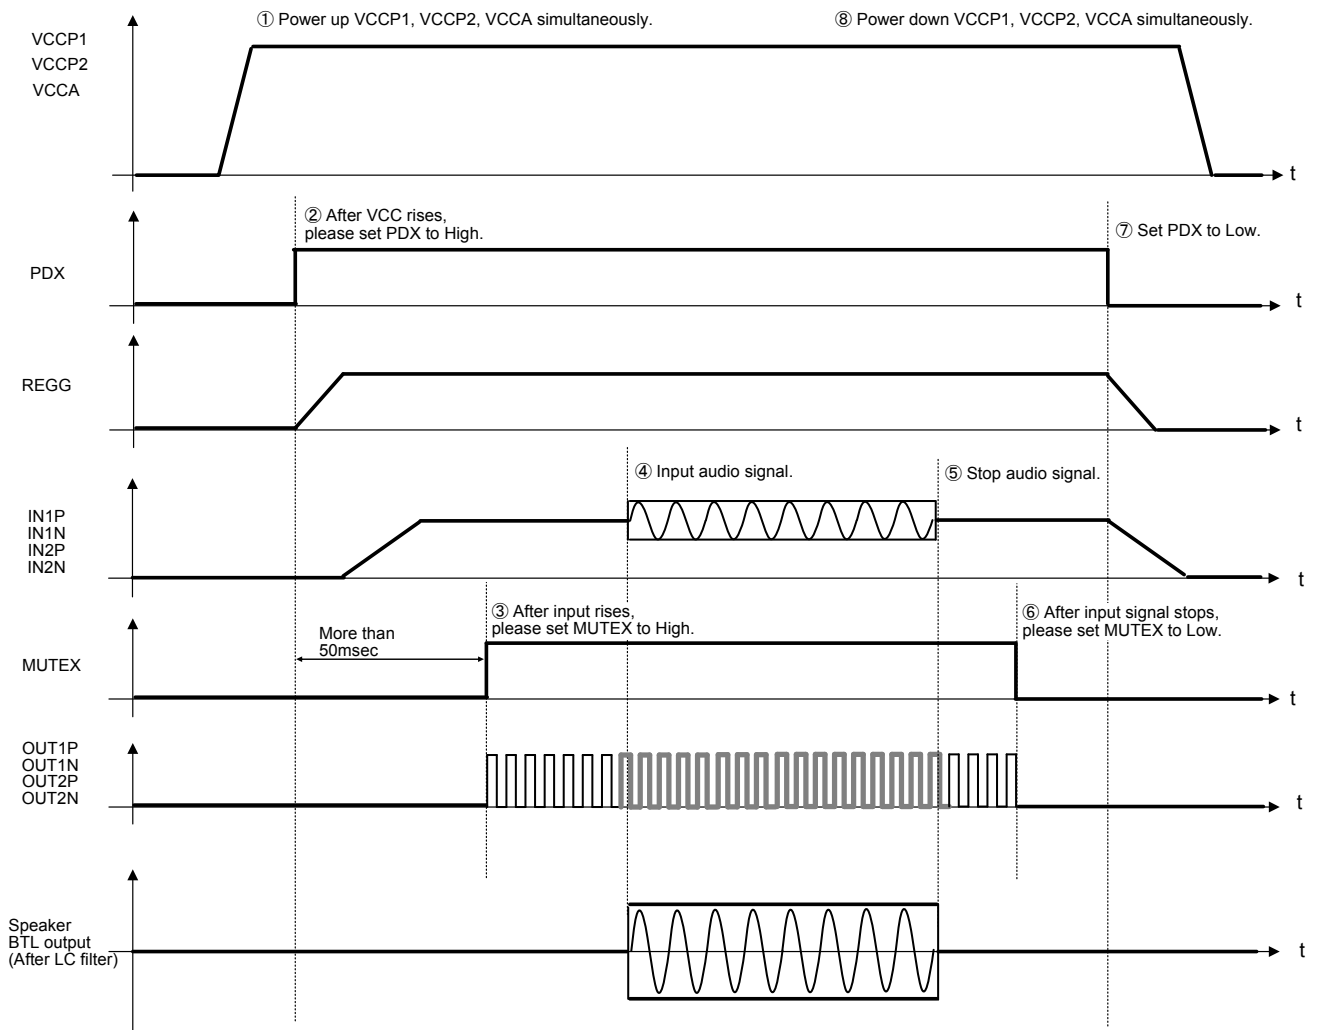 ① Power up VCCP1, VCCP2, VCCA simultaneously.
⑧ Power down VCCP1, VCCP2, VCCA simultaneously.
VCCP1
VCCP2
VCCA
t
② After VCC rises,
please set PDX to High.
⑦ Set PDX to Low.
PDX
t
REGG
t
④ Input audio signal.
⑤ Stop audio signal.
IN1P
IN1N
IN2P
IN2N
t
③ After input rises,
please set MUTEX to High.
⑥ After input signal stops,
please set MUTEX to Low.
More than
50msec
MUTEX
t
OUT1P
OUT1N
OUT2P
OUT2N
t
Speaker
BTL output
(After LC filter)
t